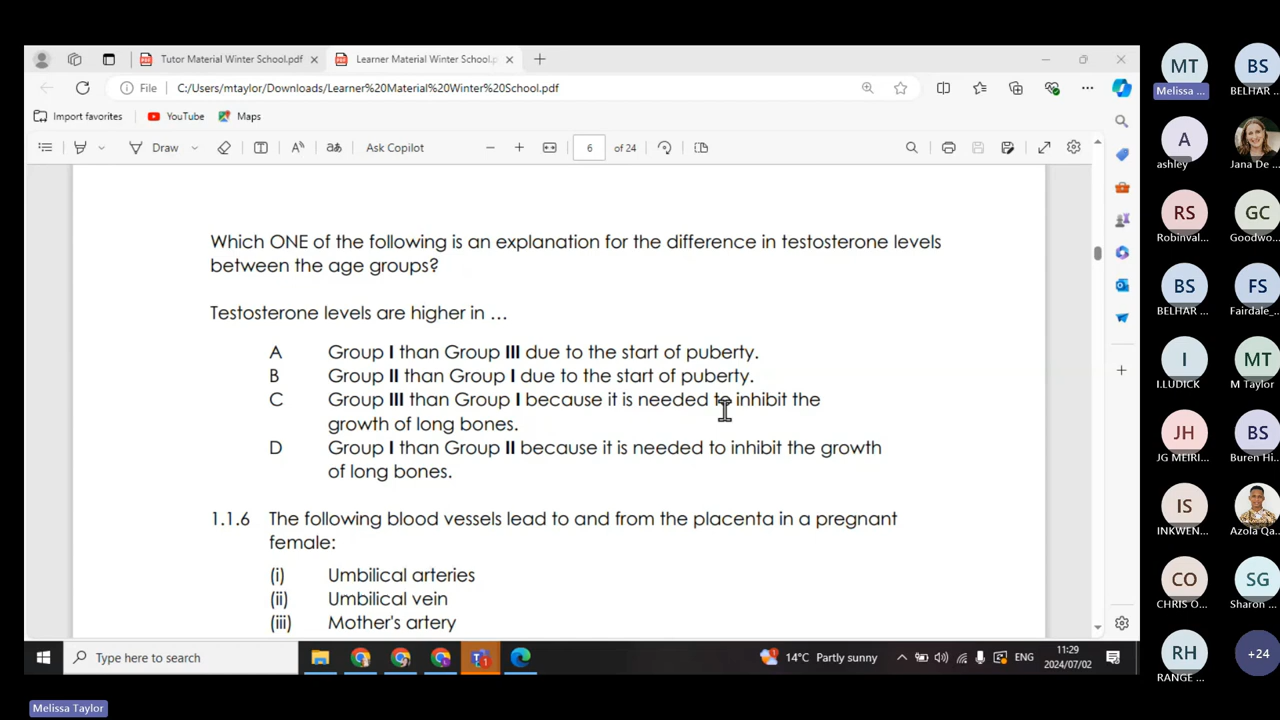 Tutor Material Winter School.pdf
Learner Material Winter School.p
File
C:/Users/mtaylor/Downloads/Learner%20Material%20Winter%20School.pdf
Import favorites
YouTube
Maps
Draw
Ask Copilot
6
of 24
Which ONE of the following is an explanation for the difference in testosterone levels
between the age groups?
Testosterone levels are higher in …
A Group I than Group III due to the start of puberty.
B Group II than Group I due to the start of puberty.
C Group III than Group I because it is needed to inhibit the
growth of long bones.
D Group I than Group II because it is needed to inhibit the growth
of long bones.
1.1.6 The following blood vessels lead to and from the placenta in a pregnant
female:
(i) Umbilical arteries
(ii) Umbilical vein
(iii) Mother's artery
Type here to search
14°C Partly sunny
ENG
11:29
2024/07/02
Melissa Taylor
MT
Melissa ...
BS
BELHAR
A
ashley
Jana De ...
RS
Robinval...
GC
Goodwo...
BS
BELHAR
FS
Fairdale_
I
I.LUDICK
MT
M Taylor
JH
JG MEIRI...
BS
Buren Hi
IS
INKWEN...
Azola Qa...
CO
CHRIS O...
SG
Sharon ...
RH
RANGE ...
+24